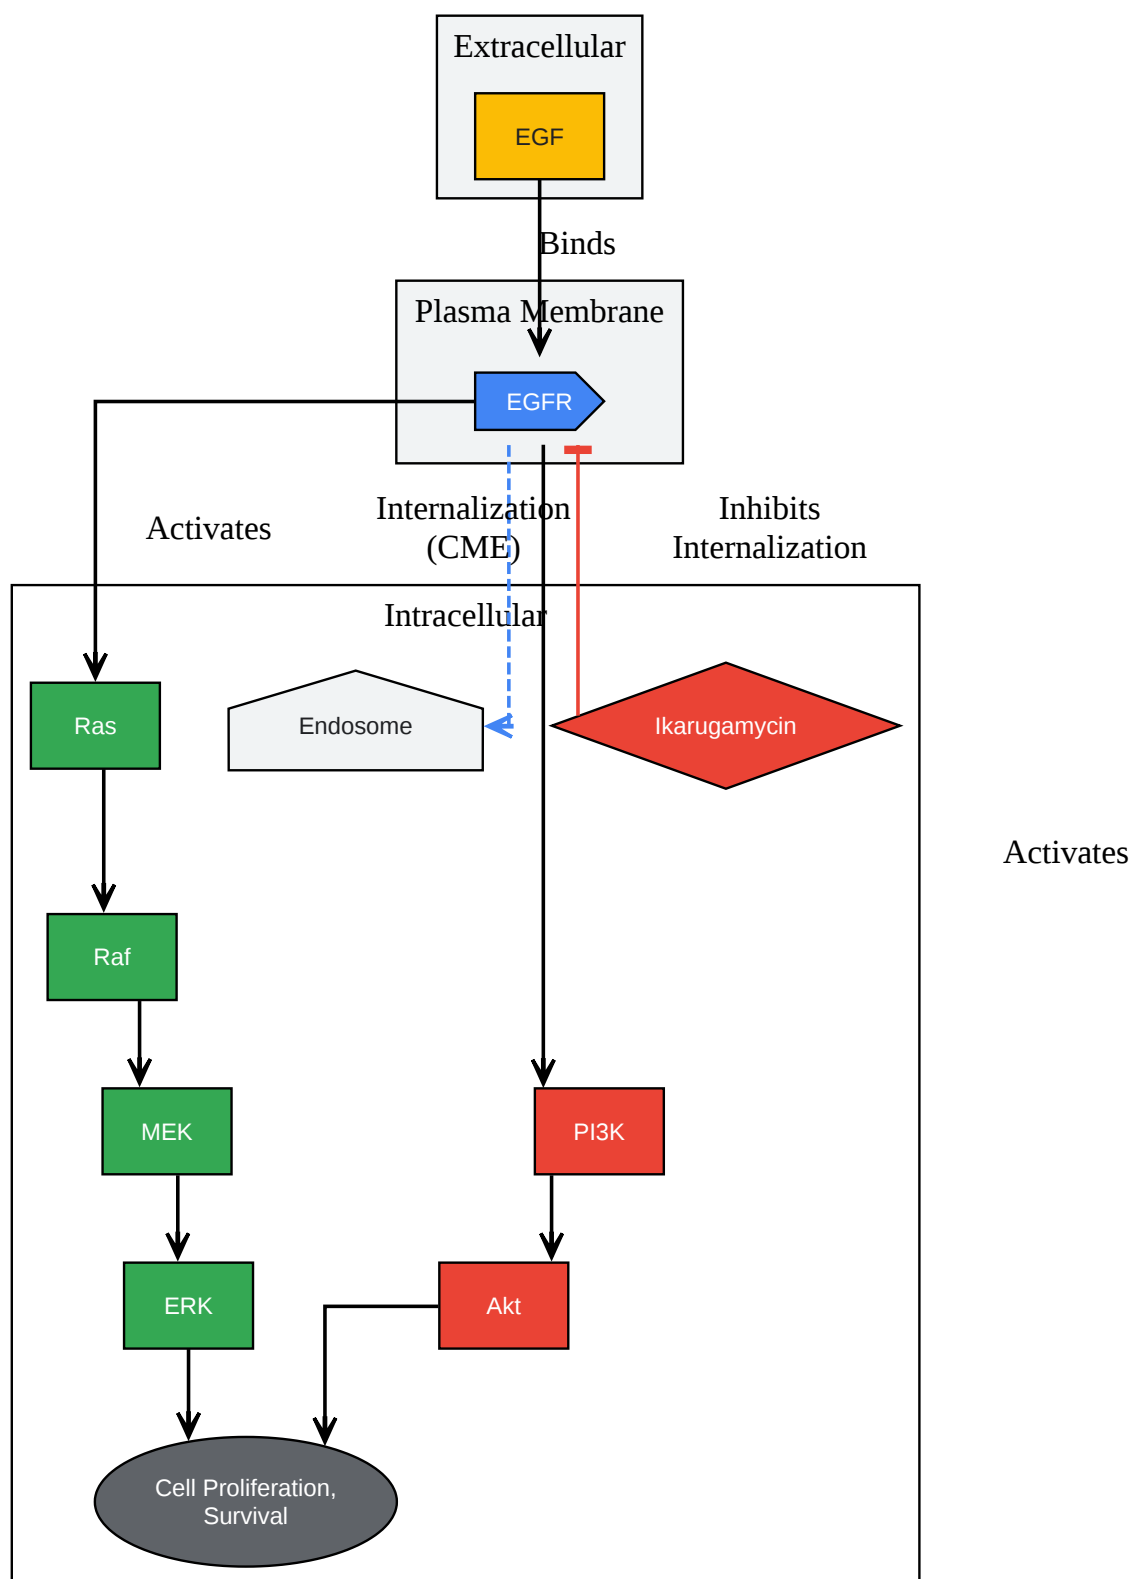 Extracellular
EGF
Binds
Plasma Membrane
EGFR
Activates
Internalization
(CME)
Inhibits
Internalization
Intracellular
Ras
Endosome
Ikarugamycin
Activates
Raf
MEK
PI3K
ERK
Akt
Cell Proliferation,
Survival